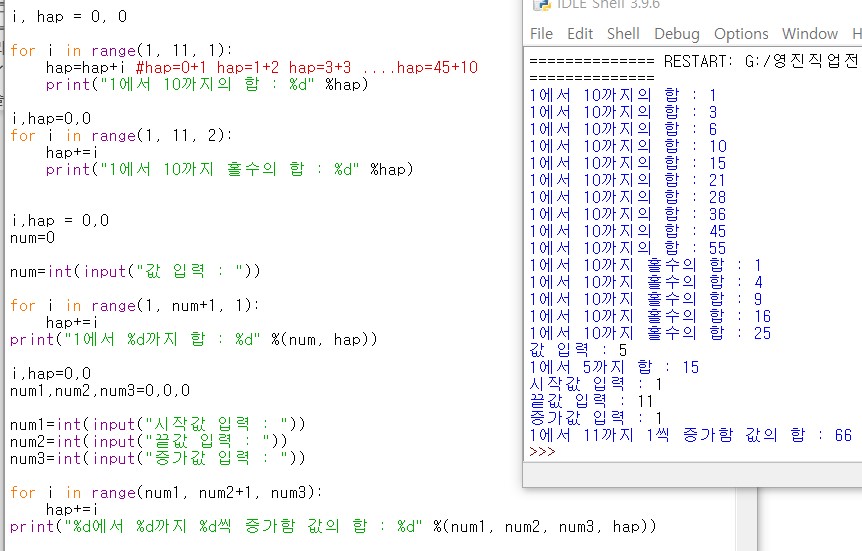 i, hap = 0, 0
for i in range(1, 11, 1):
hap=hap+i #hap=0+1 hap=1+2 hap=3+3 ....hap=45+10
print("1에서 10까지의 합 : %d" %hap)
i,hap=0,0
for i in range(1, 11, 2):
hap+=i
print("1에서 10까지 홀수의 합 : %d" %hap)
i,hap = 0,0
num=0
num=int(input("값 입력 : "))
for i in range(1, num+1, 1):
hap+=i
print("1에서 %d까지 합 : %d" %(num, hap))
i,hap=0,0
num1,num2,num3=0,0,0
num1=int(input("시작값 입력 : "))
num2=int(input("끝값 입력 : "))
num3=int(input("증가값 입력 : "))
for i in range(num1, num2+1, num3):
hap+=i
print("%d에서 %d까지 %d씩 증가함 값의 합 : %d" %(num1, num2, num3, hap))
IDLE Shell 3.9.6
File Edit Shell Debug Options Window H
============== RESTART: G:/영진직업전
==============
1에서 10까지의 합 : 1
1에서 10까지의 합 : 3
1에서 10까지의 합 : 6
1에서 10까지의 합 : 10
1에서 10까지의 합 : 15
1에서 10까지의 합 : 21
1에서 10까지의 합 : 28
1에서 10까지의 합 : 36
1에서 10까지의 합 : 45
1에서 10까지의 합 : 55
1에서 10까지 홀수의 합 : 1
1에서 10까지 홀수의 합 : 4
1에서 10까지 홀수의 합 : 9
1에서 10까지 홀수의 합 : 16
1에서 10까지 홀수의 합 : 25
값 입력 : 5
1에서 5까지 합 : 15
시작값 입력 : 1
끝값 입력 : 11
증가값 입력 : 1
1에서 11까지 1씩 증가함 값의 합 : 66
>>>